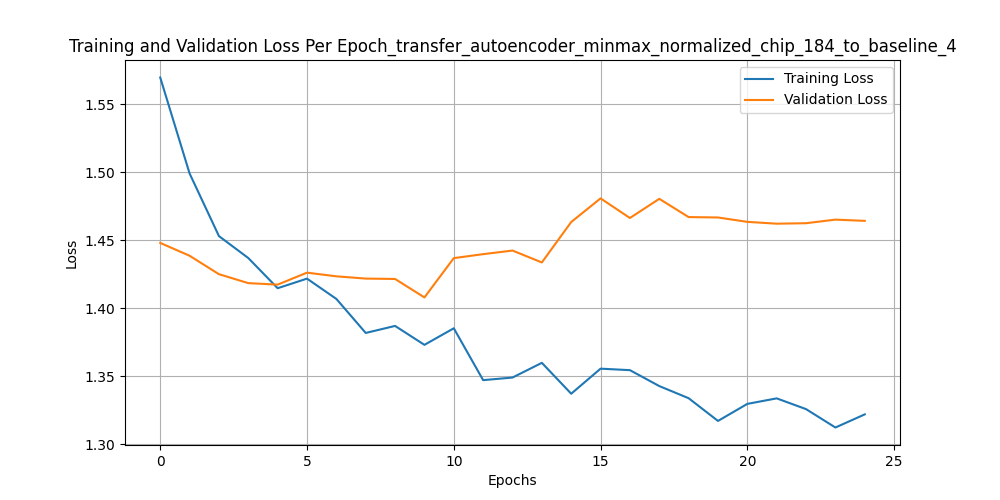 Training and Validation Loss Per Epoch_transfer_autoencoder_minmax_normalized_chip_184_to_baseline_4
Training Loss
Validation Loss
1.55
1.50
1.45
1.40
1.35
1.30
Loss
0 5 10 15 20 25
Epochs